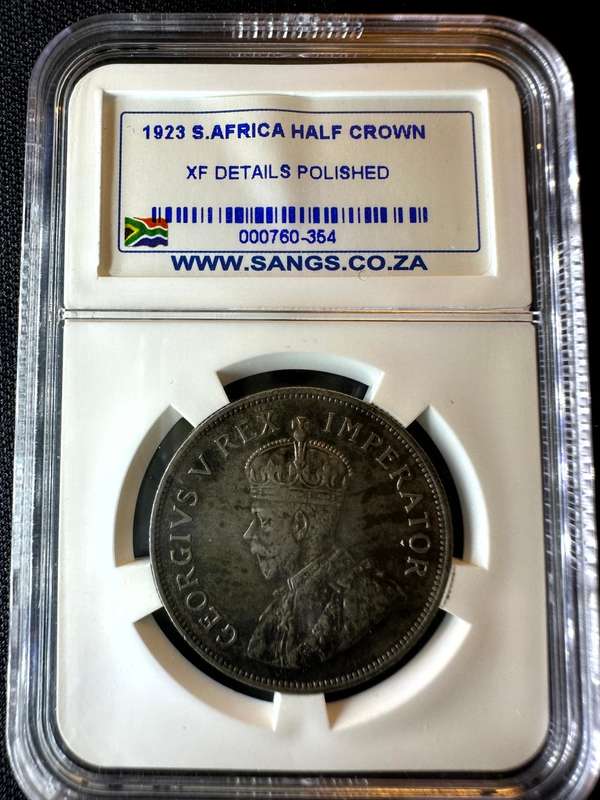 1923 S.AFRICA HALF CROWN
XF DETAILS POLISHED
000760-354
WWW.SANGS.CO.ZA
GEORGIVS V REX IMPERATOR